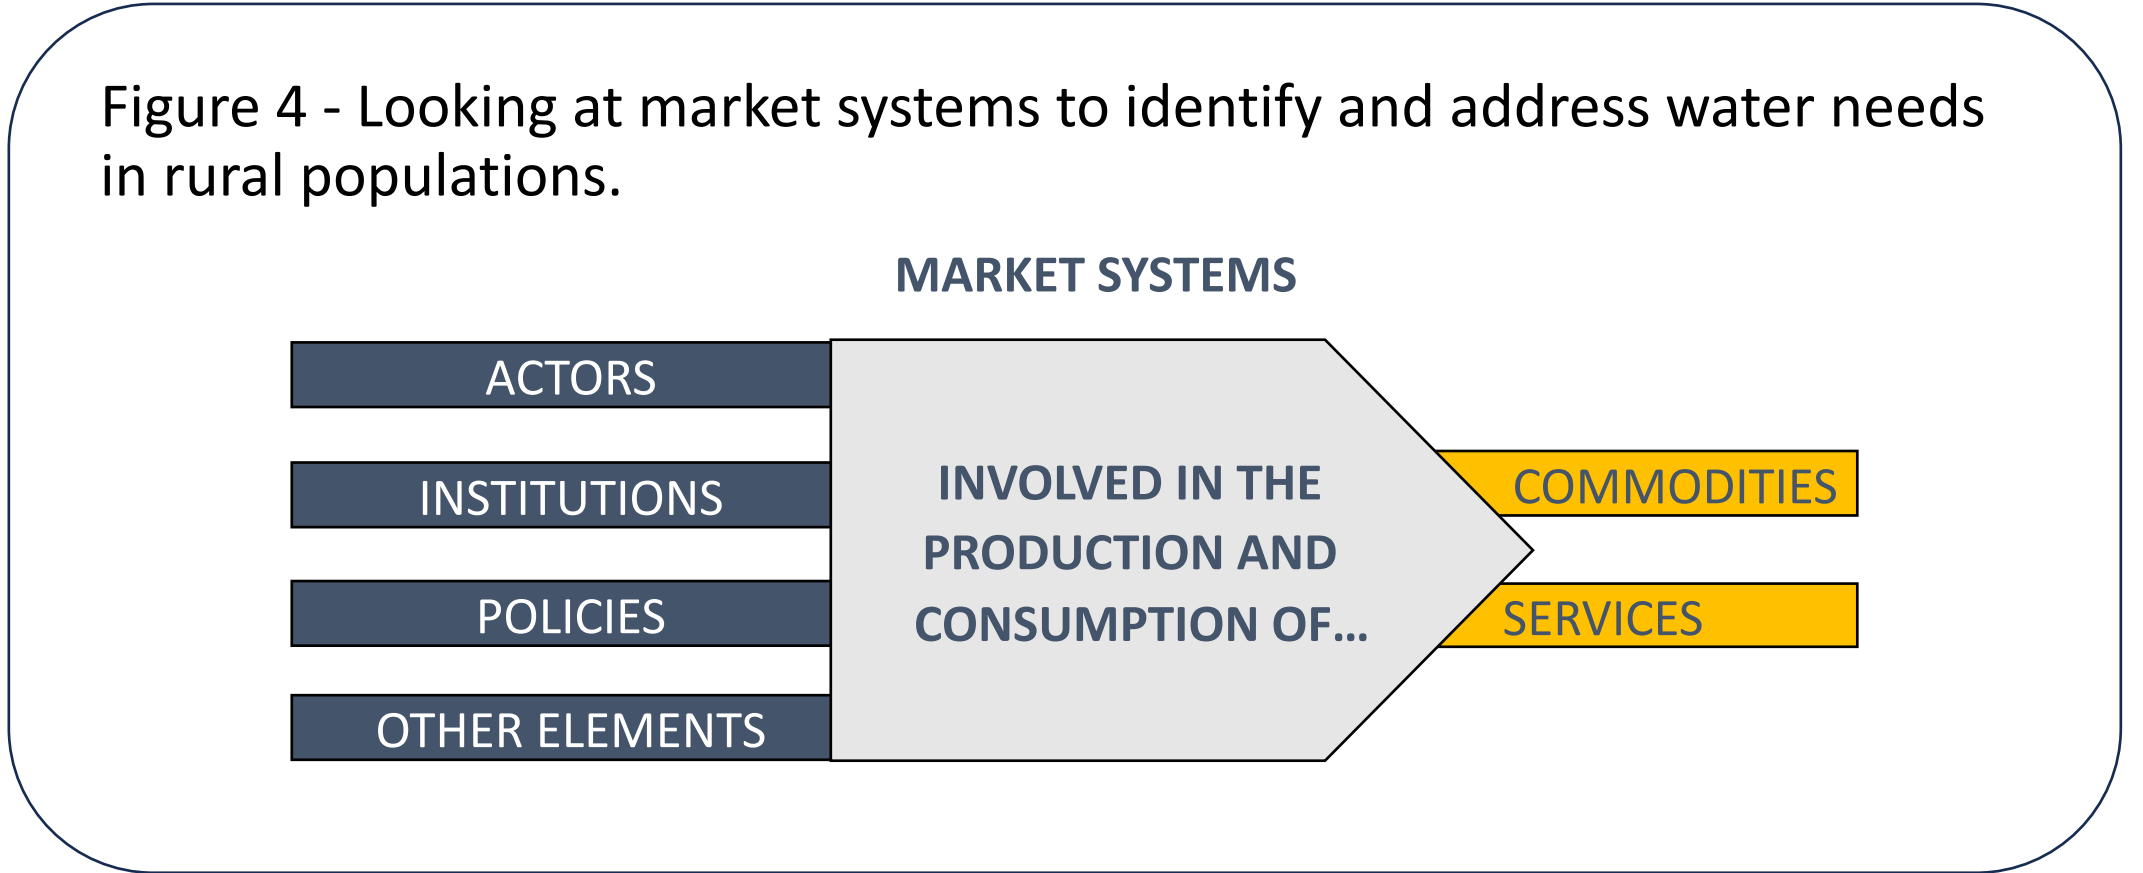 Figure 4 - Looking at market systems to identify and address water needs
in rural populations.
MARKET SYSTEMS
ACTORS
INSTITUTIONS
POLICIES
OTHER ELEMENTS
INVOLVED IN THE
PRODUCTION AND
CONSUMPTION OF...
COMMODITIES
SERVICES